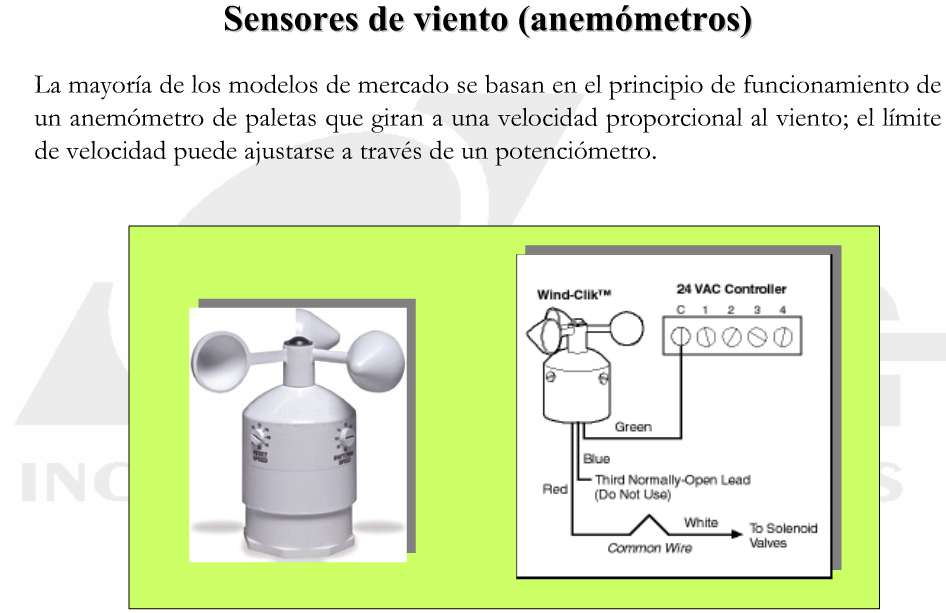 Sensores de viento (anemómetros)
La mayoría de los modelos de mercado se basan en el principio de funcionamiento de
un anemómetro de paletas que giran a una velocidad proporcional al viento; el límite
de velocidad puede ajustarse a través de un potenciómetro.
RESET
SPEED
SPEED
Wind-Clik™
24 VAC Controller
C 1 2 3 4
Green
Blue
Third Normally-Open Lead
(Do Not Use)
Red
White
To Solenoid
Valves
Common Wire